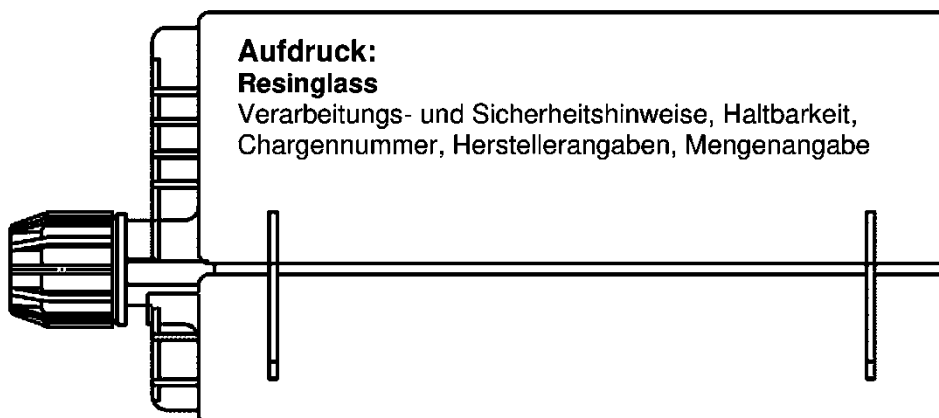 Aufdruck:
Resinglass
Verarbeitungs- und Sicherheitshinweise, Haltbarkeit,
Chargennummer, Herstellerangaben, Mengenangabe